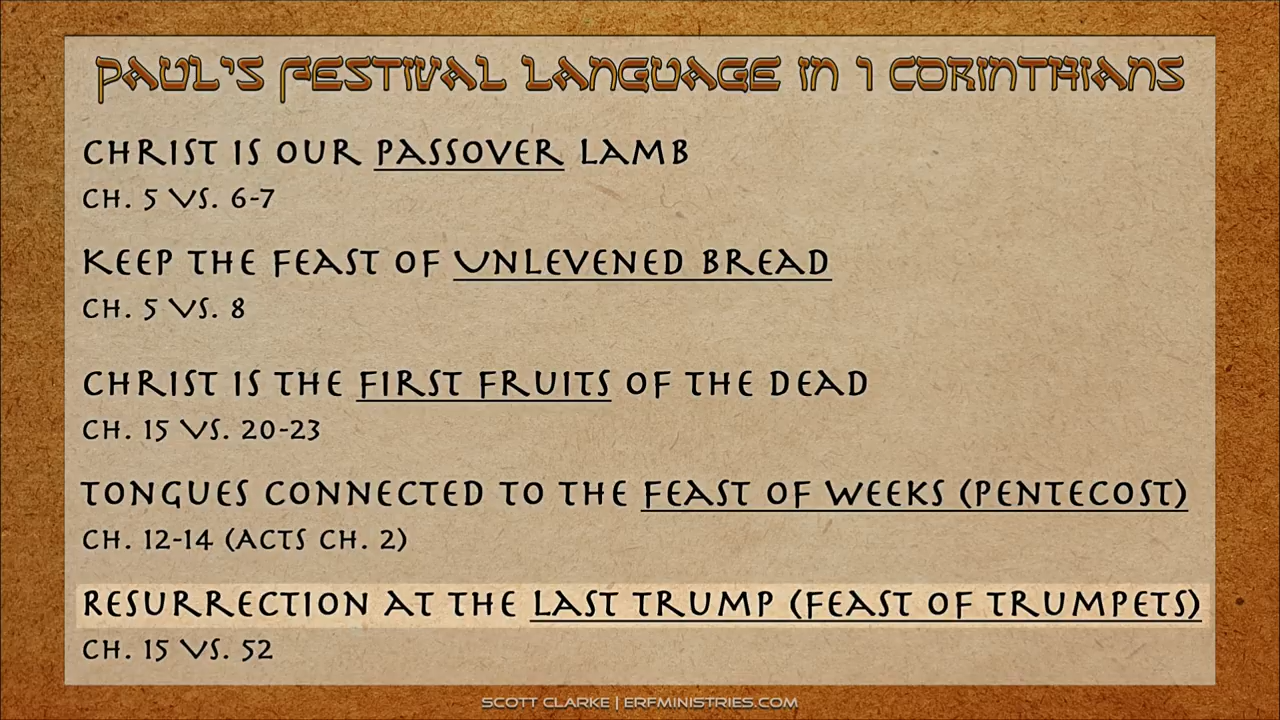 PAUL'S FESTIVAL LANGUAGE IN 1 CORINTHIANS
CHRIST IS OUR PASSOVER LAMB
CH. 5 VS. 6-7
KEEP THE FEAST OF UNLEVENED BREAD
CH. 5 VS. 8
CHRIST IS THE FIRST FRUITS OF THE DEAD
CH. 15 VS. 20-23
TONGUES CONNECTED TO THE FEAST OF WEEKS (PENTECOST)
CH. 12-14 (ACTS CH. 2)
RESURRECTION AT THE LAST TRUMP (FEAST OF TRUMPETS)
CH. 15 VS. 52
SCOTT CLARKE | ERFMINISTRIES.COM